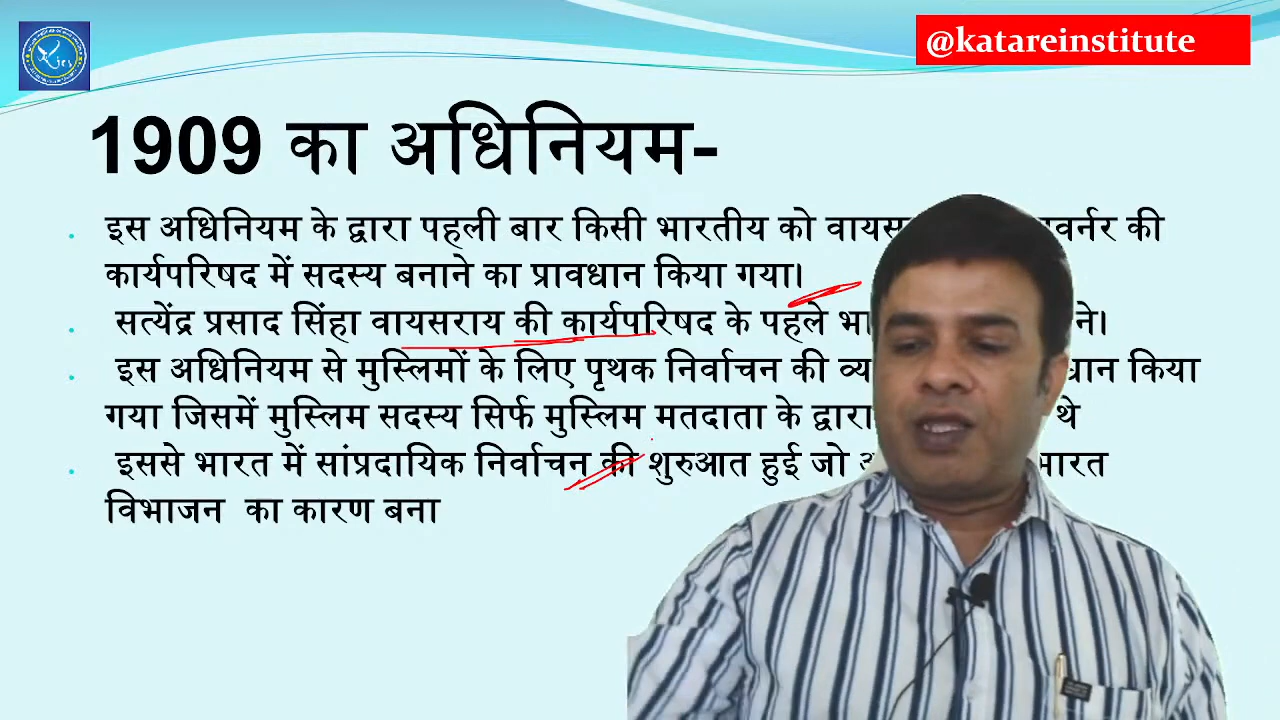 @katareinstitute
1909 का अधिनियम-
इस अधिनियम के द्वारा पहली बार किसी भारतीय को की
कार्यपरिषद में सदस्य बनाने का प्रावधान किया गया।
सत्येंद्र प्रसाद सिंहा वायसराय की कार्यपरिषद के पहले
इस अधिनियम से मुस्लिमों के लिए पृथक निर्वाचन की किया
गया जिसमें मुस्लिम सदस्य सिर्फ मुस्लिम मतदाता के द्वारा थे
इससे भारत में सांप्रदायिक निर्वाचन की शुरुआत हुई जो भारत
विभाजन का कारण बना